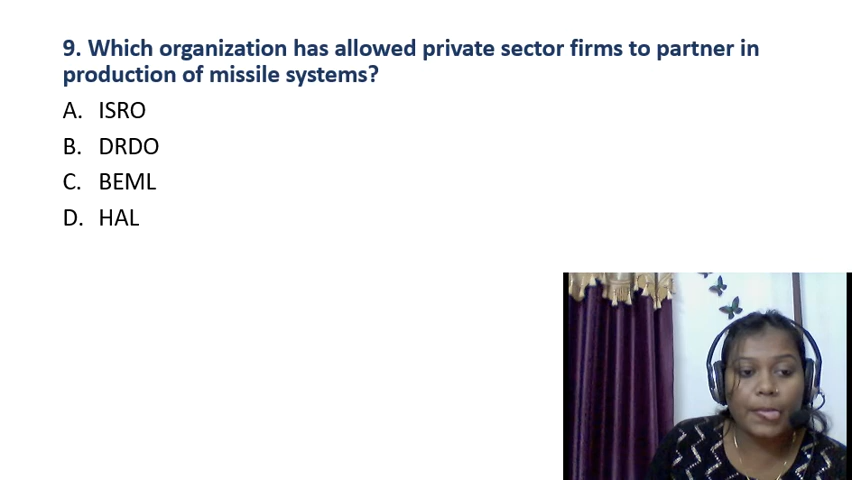 9. Which organization has allowed private sector firms to partner in
production of missile systems?
A. ISRO
B. DRDO
C. BEML
D. HAL